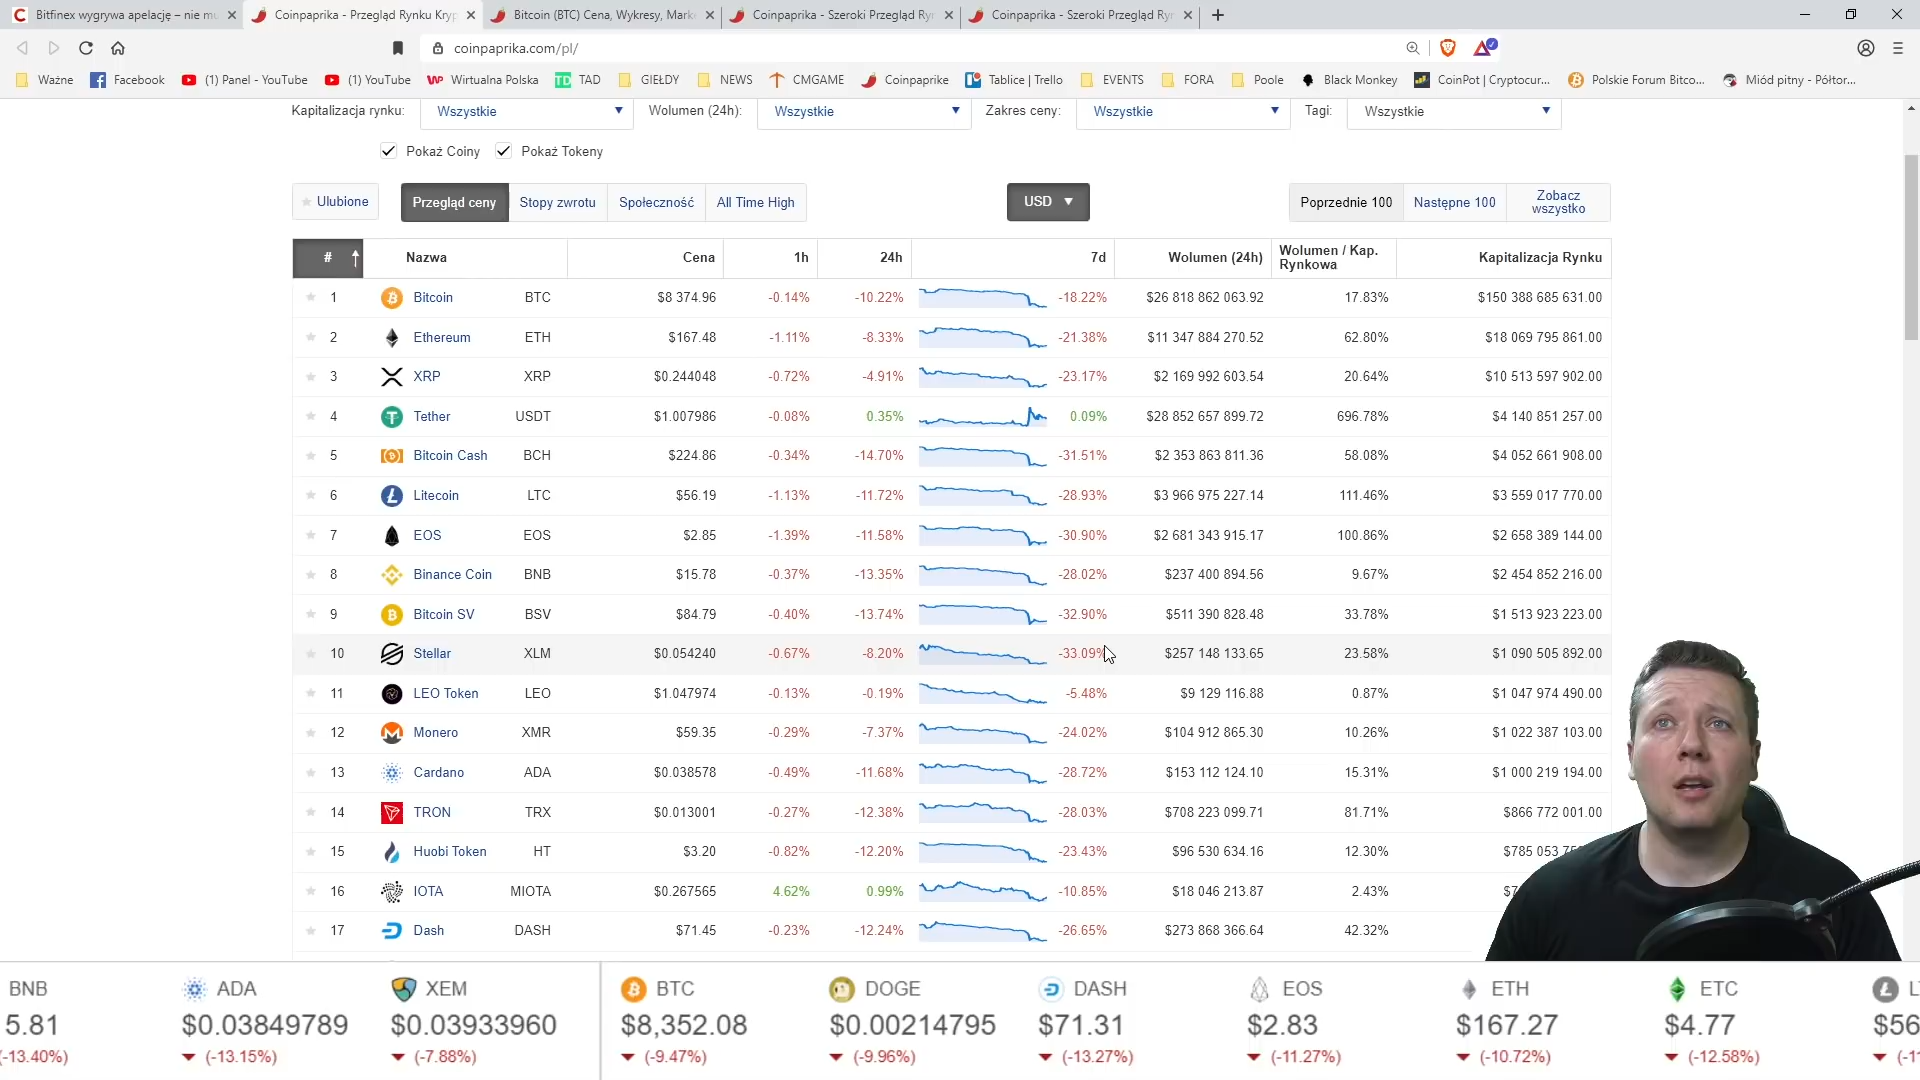 Bitfinex wygrywa apelację – nie mu
Coinpaprika - Przegląd Rynku Kryp
Bitcoin (BTC) Cena, Wykresy, Mark
Coinpaprika - Szeroki Przegląd Ryn
Coinpaprika - Szeroki Przegląd Ryn
coinpaprika.com/pl/
Ważne
Facebook
(1) Panel - YouTube
(1) YouTube
Wirtualna Polska
TAD
GIEŁDY
NEWS
CMGAME
Coinpaprike
Tablice | Trello
EVENTS
FORA
Poole
Black Monkey
CoinPot | Cryptocur...
Polskie Forum Bitco...
Miód pitny - Półtor...
Kapitalizacja rynku: Wszystkie Wolumen (24h): Wszystkie Zakres ceny: Wszystkie Tagi: Wszystkie
Pokaż Coiny Pokaż Tokeny
Ulubione Przegląd ceny Stopy zwrotu Społeczność All Time High USD Poprzednie 100 Następne 100 Zobacz wszystko
# Nazwa Cena 1h 24h 7d Wolumen (24h) Wolumen / Kap. Rynkowa Kapitalizacja Rynku
1 Bitcoin BTC $8 374.96 -0.14% -10.22% -18.22% $26 818 862 063.92 17.83% $150 388 685 631.00
2 Ethereum ETH $167.48 -1.11% -8.33% -21.38% $11 347 884 270.52 62.80% $18 069 795 861.00
3 XRP XRP $0.244048 -0.72% -4.91% -23.17% $2 169 992 603.54 20.64% $10 513 597 902.00
4 Tether USDT $1.007986 -0.08% 0.35% 0.09% $28 852 657 899.72 696.78% $4 140 851 257.00
5 Bitcoin Cash BCH $224.86 -0.34% -14.70% -31.51% $2 353 863 811.36 58.08% $4 052 661 908.00
6 Litecoin LTC $56.19 -1.13% -11.72% -28.93% $3 966 975 227.14 111.46% $3 559 017 770.00
7 EOS EOS $2.85 -1.39% -11.58% -30.90% $2 681 343 915.17 100.86% $2 658 389 144.00
8 Binance Coin BNB $15.78 -0.37% -13.35% -28.02% $237 400 894.56 9.67% $2 454 852 216.00
9 Bitcoin SV BSV $84.79 -0.40% -13.74% -32.90% $511 390 828.48 33.78% $1 513 923 223.00
10 Stellar XLM $0.054240 -0.67% -8.20% -33.09% $257 148 133.65 23.58% $1 090 505 892.00
11 LEO Token LEO $1.047974 -0.13% -0.19% -5.48% $9 129 116.88 0.87% $1 047 974 490.00
12 Monero XMR $59.35 -0.29% -7.37% -24.02% $104 912 865.30 10.26% $1 022 387 103.00
13 Cardano ADA $0.038578 -0.49% -11.68% -28.72% $153 112 124.10 15.31% $1 000 219 194.00
14 TRON TRX $0.013001 -0.27% -12.38% -28.03% $708 223 099.71 81.71% $866 772 001.00
15 Huobi Token HT $3.20 -0.82% -12.20% -23.43% $96 530 634.16 12.30% $785 053
16 IOTA MIOTA $0.267565 4.62% 0.99% -10.85% $18 046 213.87 2.43% $7
17 Dash DASH $71.45 -0.23% -12.24% -26.65% $273 868 366.64 42.32%
BNB ADA XEM BTC DOGE DASH EOS ETH ETC L
5.81 $0.03849789 $0.03933960 $8,352.08 $0.00214795 $71.31 $2.83 $167.27 $4.77 $56
(-13.40%) (-13.15%) (-7.88%) (-9.47%) (-9.96%) (-13.27%) (-11.27%) (-10.72%) (-12.58%) (-1